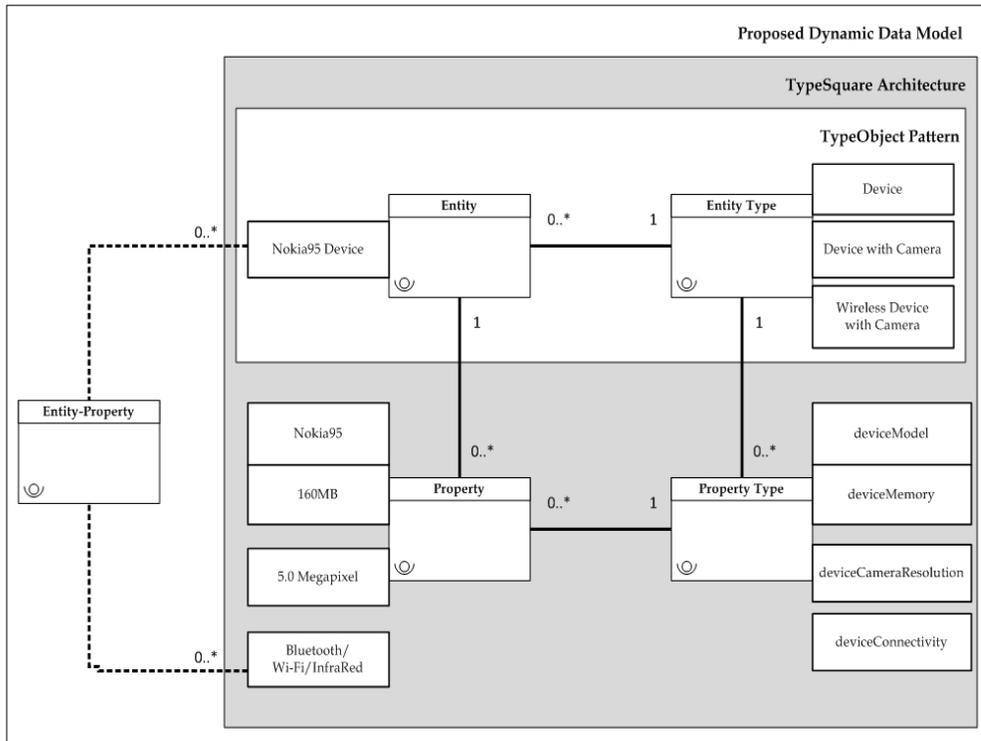 Proposed Dynamic Data Model
TypeSquare Architecture
TypeObject Pattern
Entity
Entity Type
Device
0..*
1
0..*
Nokia95 Device
Device with Camera
1
1
Wireless Device
with Camera
Entity-Property
Nokia95
deviceModel
0..*
0..*
160MB
Property
0..*
1
Property Type
deviceMemory
5.0 Megapixel
deviceCameraResolution
0..*
Bluetooth/
Wi-Fi/InfraRed
deviceConnectivity